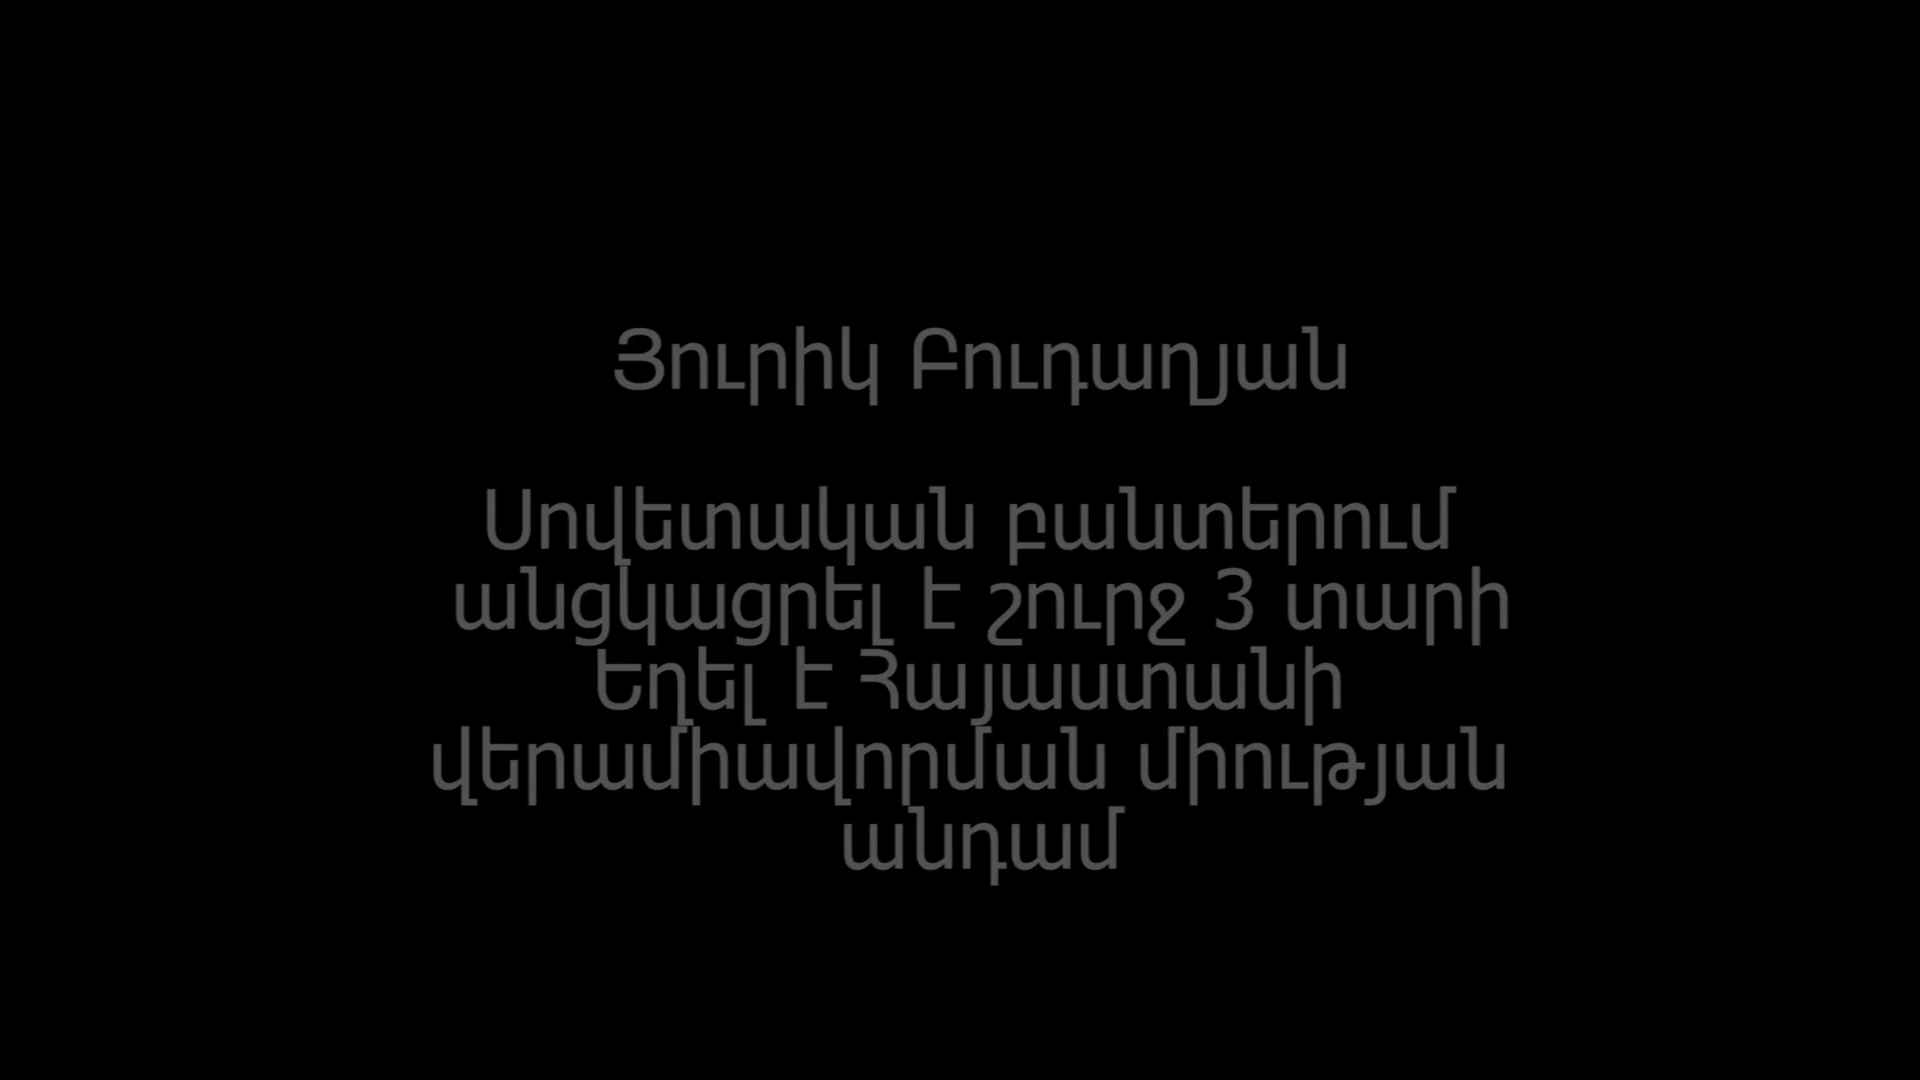 Յուրիկ Բուդաղյան
Սովետական բանտերում
անցկացրել է շուրջ 3 տարի
Եղել է Հայաստանի
վերամիավորման միության
անդամ